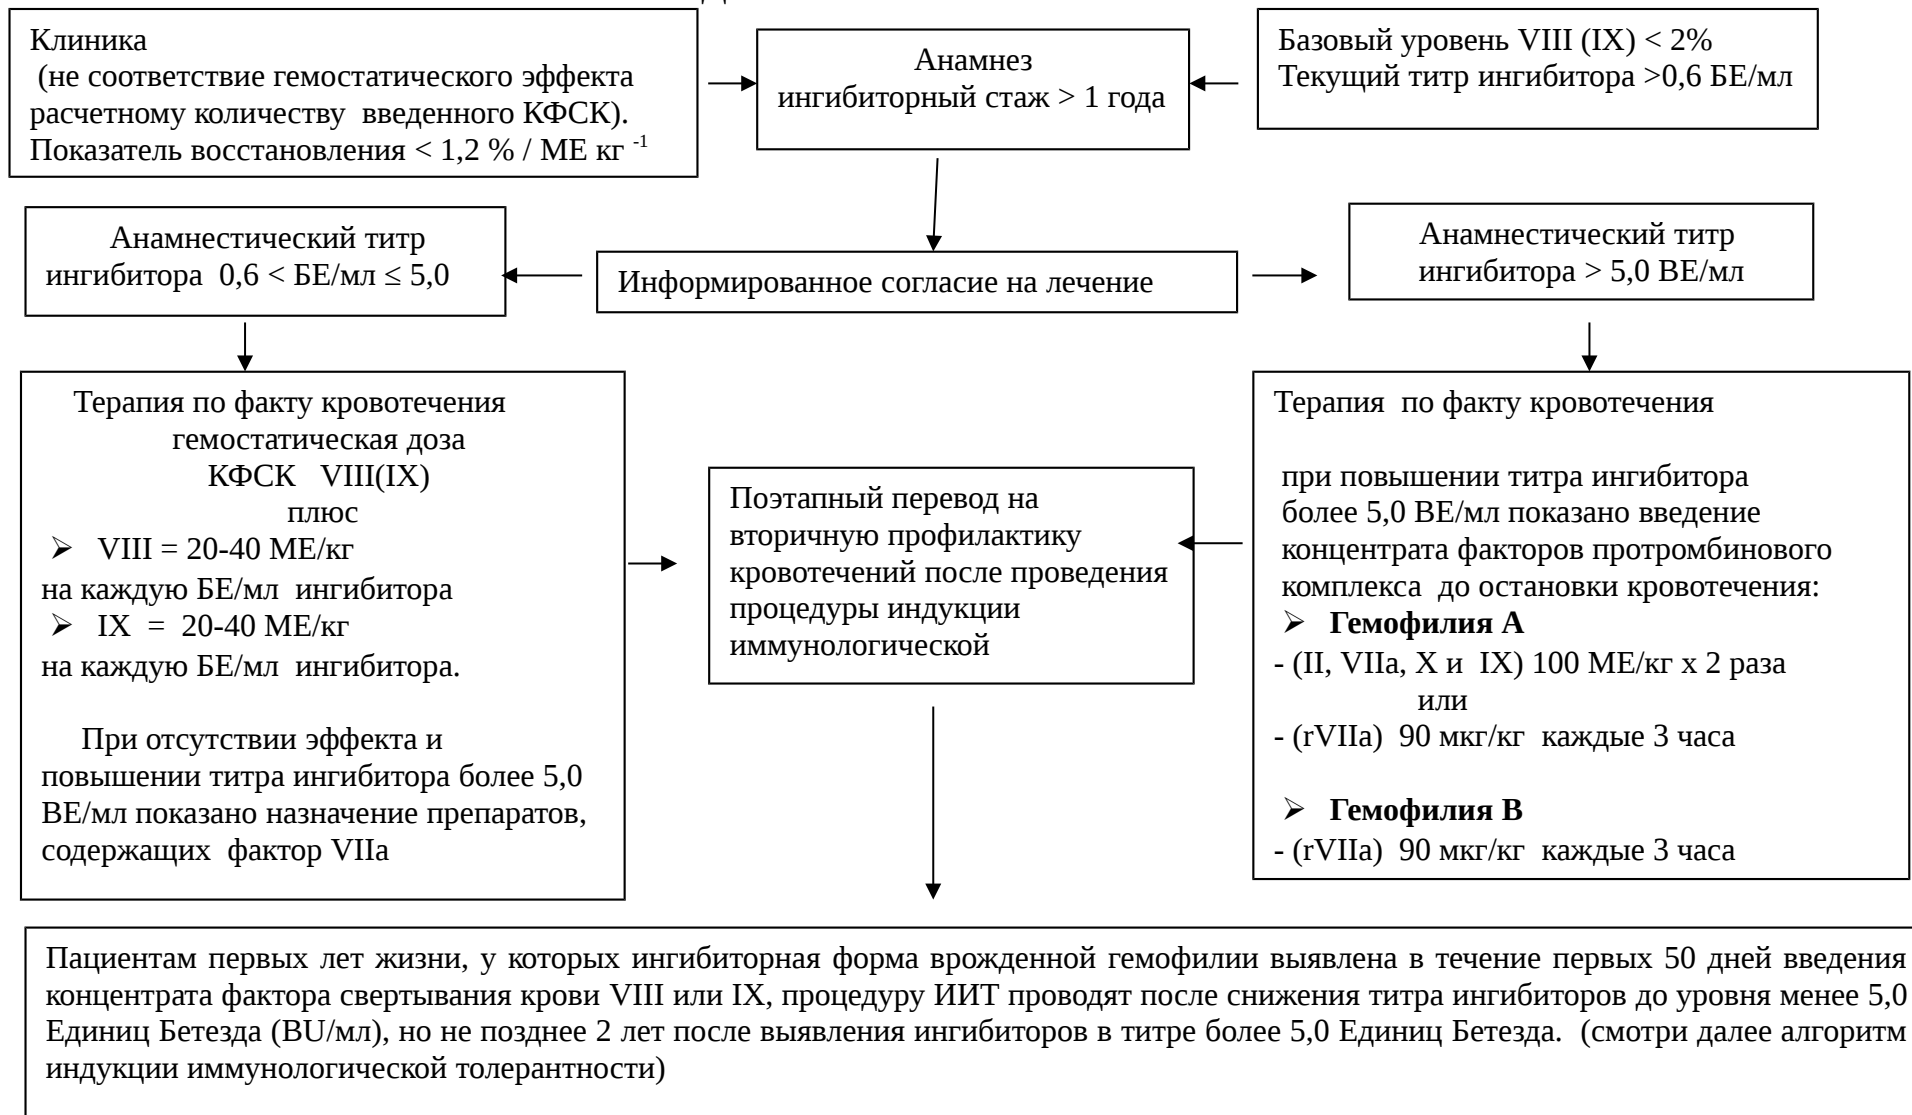 Клиника
(не соответствие гемостатического эффекта
расчетному количеству введенного КФСК).
Показатель восстановления < 1,2 % / МЕ кг -1
Анамнез
ингибиторный стаж > 1 года
Базовый уровень VIII (IX) < 2%
Текущий титр ингибитора >0,6 БЕ/мл
Анамнестический титр
ингибитора 0,6 < БЕ/мл ≤ 5,0
Информированное согласие на лечение
Анамнестический титр
ингибитора > 5,0 ВЕ/мл
Терапия по факту кровотечения
гемостатическая доза
КФСК VIII(IX)
плюс
➢ VIII = 20-40 МЕ/кг
на каждую БЕ/мл ингибитора
➢ IX = 20-40 МЕ/кг
на каждую БЕ/мл ингибитора.
При отсутствии эффекта и
повышении титра ингибитора более 5,0
ВЕ/мл показано назначение препаратов,
содержащих фактор VIIа
Поэтапный перевод на
вторичную профилактику
кровотечений после проведения
процедуры индукции
иммунологической
Терапия по факту кровотечения
при повышении титра ингибитора
более 5,0 ВЕ/мл показано введение
концентрата факторов протромбинового
комплекса до остановки кровотечения:
➢ Гемофилия А
- (II, VIIa, X и IX) 100 МЕ/кг х 2 раза
или
- (rVIIa) 90 мкг/кг каждые 3 часа
➢ Гемофилия В
- (rVIIa) 90 мкг/кг каждые 3 часа
Пациентам первых лет жизни, у которых ингибиторная форма врожденной гемофилии выявлена в течение первых 50 дней введения
концентрата фактора свертывания крови VIII или IX, процедуру ИИТ проводят после снижения титра ингибиторов до уровня менее 5,0
Единиц Бетезда (BU/мл), но не позднее 2 лет после выявления ингибиторов в титре более 5,0 Единиц Бетезда. (смотри далее алгоритм
индукции иммунологической толерантности)